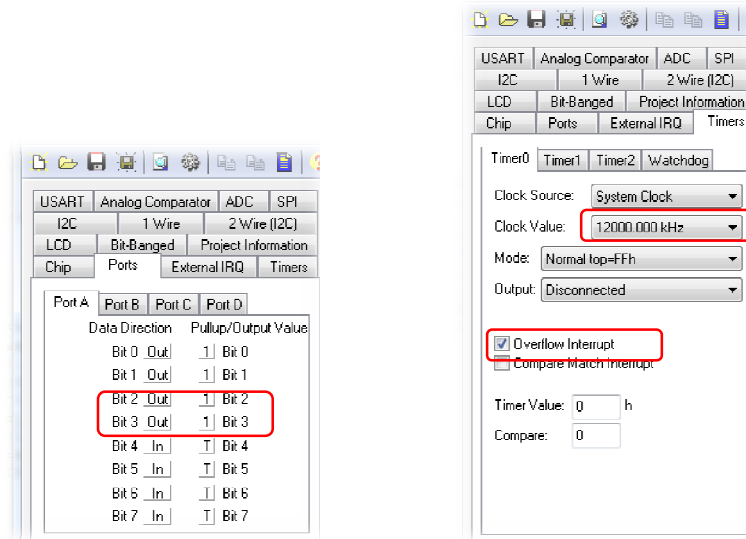 USART Analog Comparator ADC SPI
I2C 1 Wire 2 Wire (I2C)
LCD Bit-Banged Project Information
Chip Ports External IRQ Timers
Port A Port B Port C Port D
Data Direction Pullup/Output Value
Bit 0 Out 1 Bit 0
Bit 1 Out 1 Bit 1
Bit 2 Out 1 Bit 2
Bit 3 Out 1 Bit 3
Bit 4 In T Bit 4
Bit 5 In T Bit 5
Bit 6 In T Bit 6
Bit 7 In T Bit 7
USART Analog Comparator ADC SPI
I2C 1 Wire 2 Wire (I2C)
LCD Bit-Banged Project Information
Chip Ports External IRQ Timers
Timer0 Timer1 Timer2 Watchdog
Clock Source: System Clock
Clock Value: 12000.000 kHz
Mode: Normal top=FFh
Output: Disconnected
Overflow Interrupt
Compare Match Interrupt
Timer Value: 0 h
Compare: 0